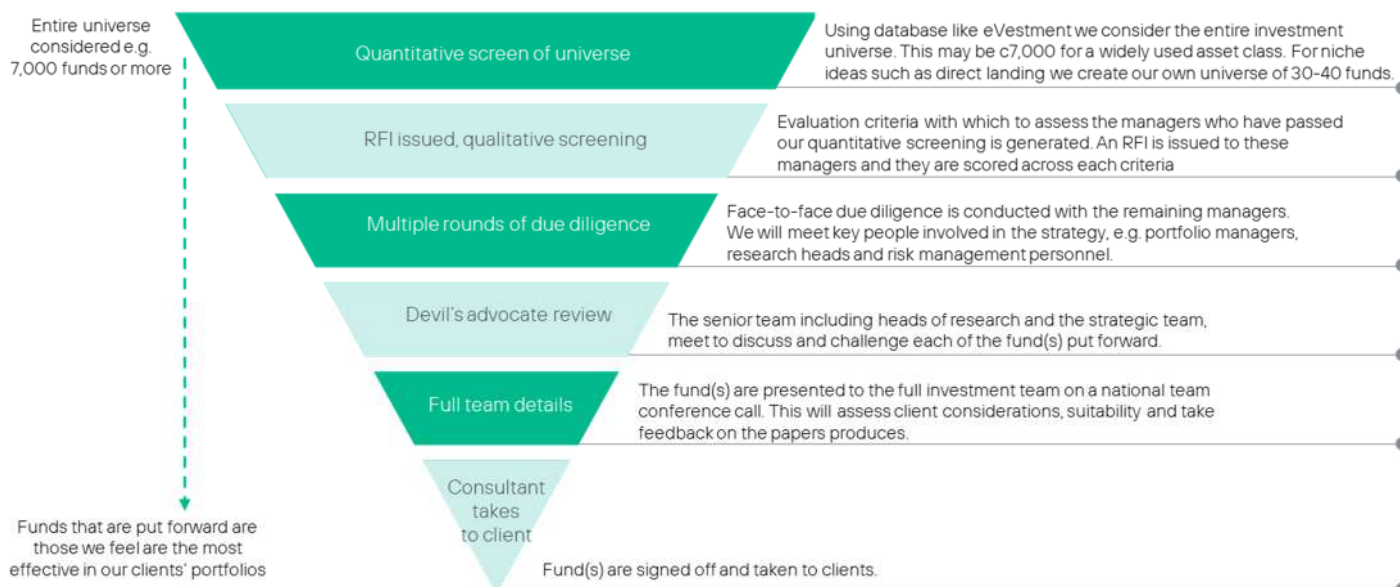 Entire universe
considered e.g.
7,000 funds or more
Quantitative screen of universe
Using database like eVestment we consider the entire investment
universe. This may be c7,000 for a widely used asset class. For niche
ideas such as direct landing we create our own universe of 30-40 funds.
RFI issued, qualitative screening
Evaluation criteria with which to assess the managers who have passed
our quantitative screening is generated. An RFI is issued to these
managers and they are scored across each criteria
Multiple rounds of due diligence
Face-to-face due diligence is conducted with the remaining managers.
We will meet key people involved in the strategy, e.g. portfolio managers,
research heads and risk management personnel.
Devil's advocate review
The senior team including heads of research and the strategic team,
meet to discuss and challenge each of the fund(s) put forward.
Full team details
The fund(s) are presented to the full investment team on a national team
conference call. This will assess client considerations, suitability and take
feedback on the papers produces.
Consultant
takes
to client
Fund(s) are signed off and taken to clients.
Funds that are put forward are
those we feel are the most
effective in our clients' portfolios